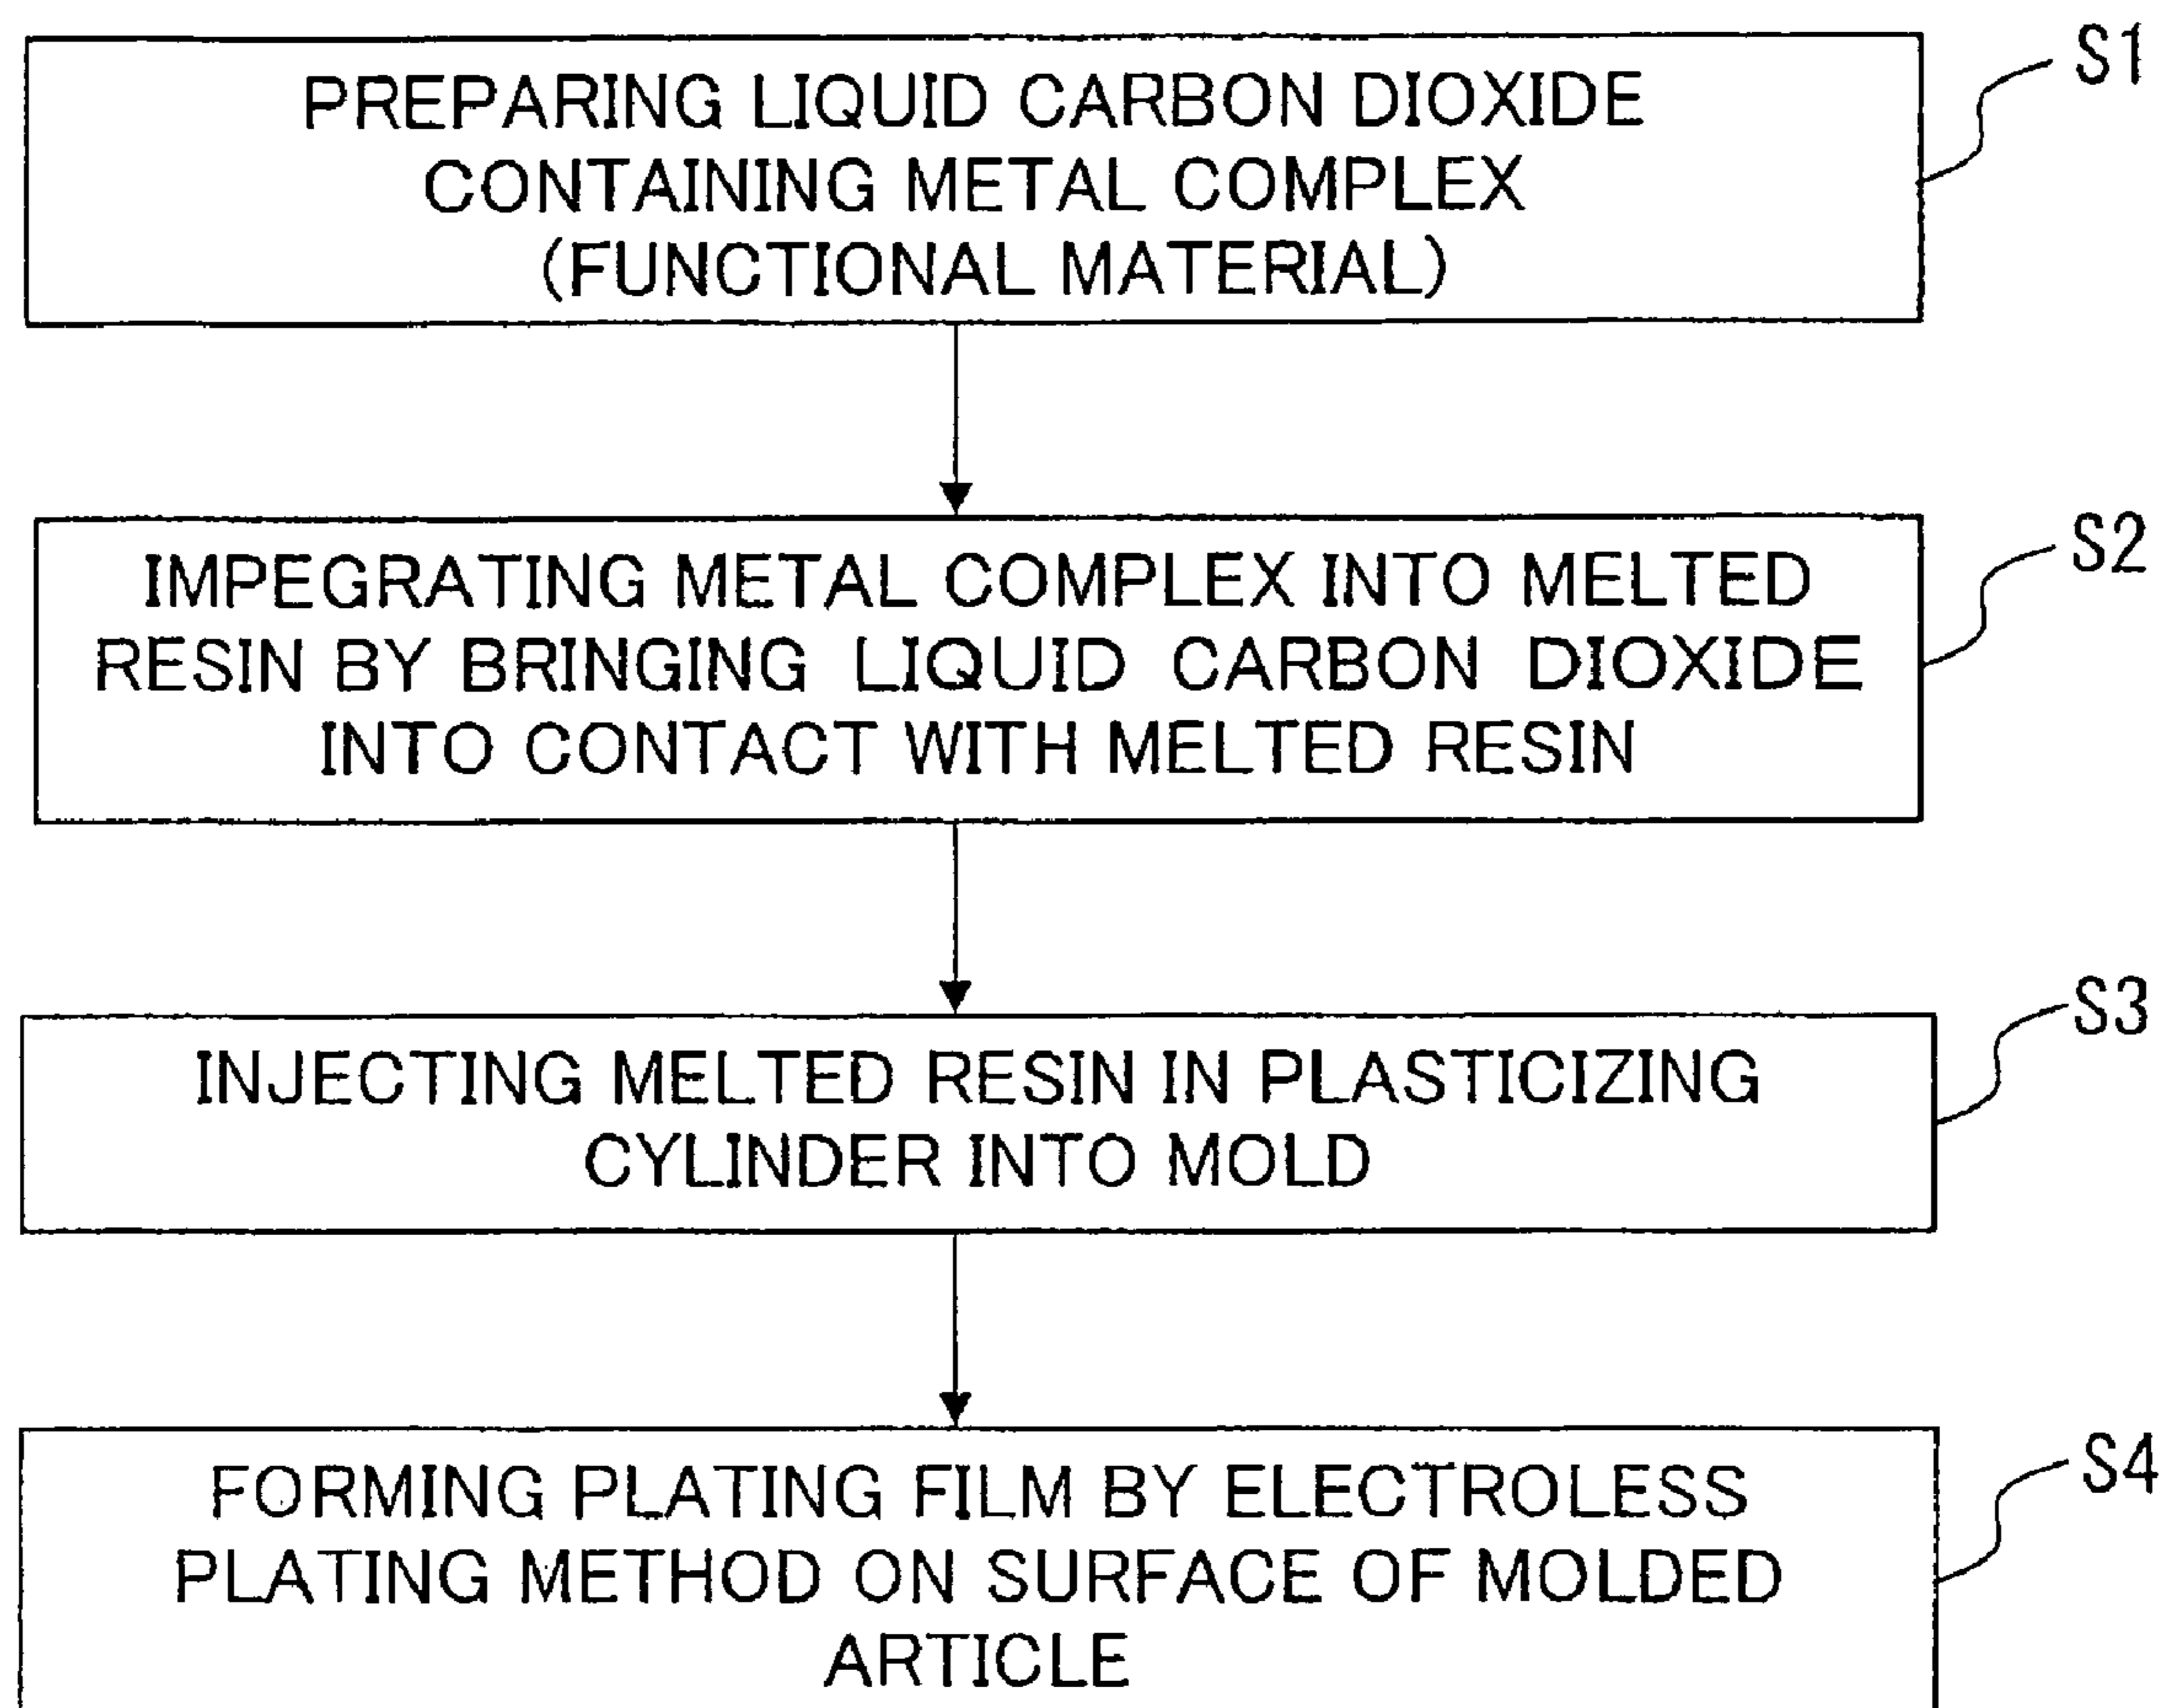 S1
PREPARING LIQUID CARBON DIOXIDE
CONTAINING METAL COMPLEX
(FUNCTIONAL MATERIAL)
S2
IMPEGRATING METAL COMPLEX INTO MELTED
RESIN BY BRINGING LIQUID CARBON DIOXIDE
INTO CONTACT WITH MELTED RESIN
S3
INJECTING MELTED RESIN IN PLASTICIZING
CYLINDER INTO MOLD
S4
FORMING PLATING FILM BY ELECTROLESS
PLATING METHOD ON SURFACE OF MOLDED
ARTICLE